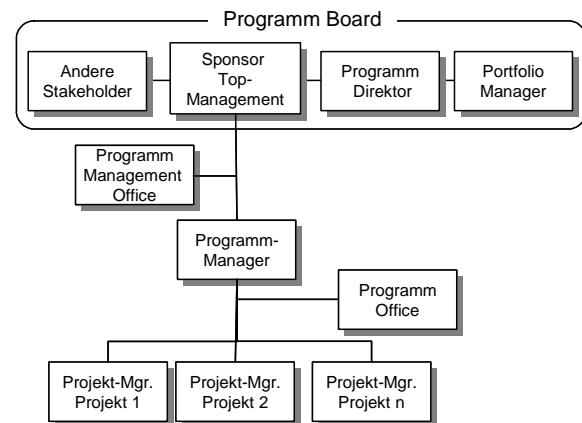 Programm Board
Andere
Stakeholder
Sponsor
Top-
Management
Programm
Direktor
Portfolio
Manager
Programm
Management
Office
Programm-
Manager
Programm
Office
Projekt-Mgr.
Projekt 1
Projekt-Mgr.
Projekt 2
Projekt-Mgr.
Projekt n